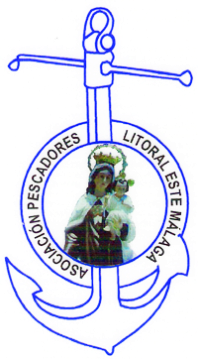 ASOCIACIÓN PESCADORES
LITORAL ESTE MÁLAGA